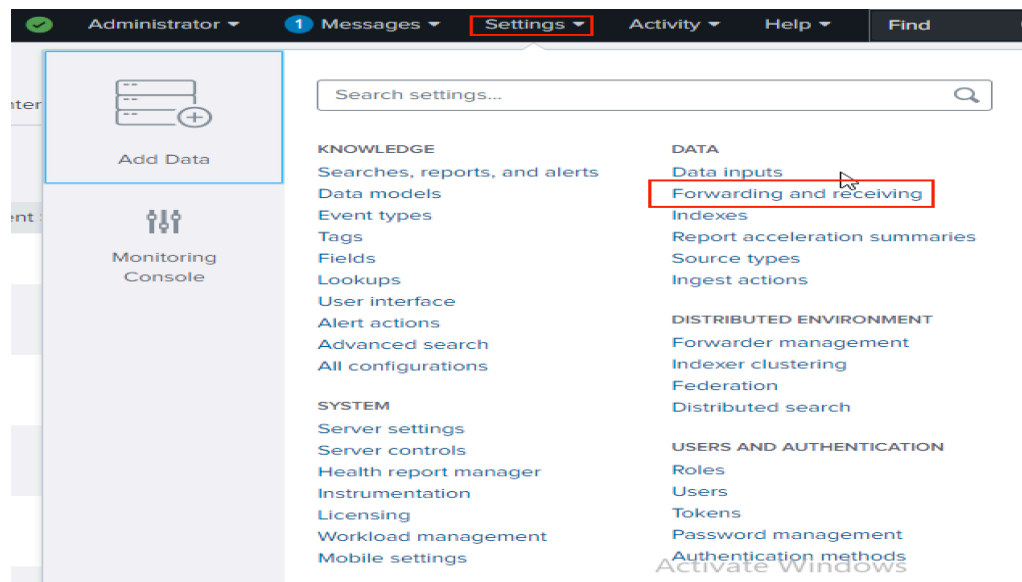 Administrator 1 Messages Settings Activity Help Find
Add Data
Monitoring
Console
Search settings...
KNOWLEDGE
Searches, reports, and alerts
Data models
Event types
Tags
Fields
Lookups
User interface
Alert actions
Advanced search
All configurations
SYSTEM
Server settings
Server controls
Health report manager
Instrumentation
Licensing
Workload management
Mobile settings
DATA
Data inputs
Forwarding and receiving
Indexes
Report acceleration summaries
Source types
Ingest actions
DISTRIBUTED ENVIRONMENT
Forwarder management
Indexer clustering
Federation
Distributed search
USERS AND AUTHENTICATION
Roles
Users
Tokens
Password management
Authentication methods
Activate Windows